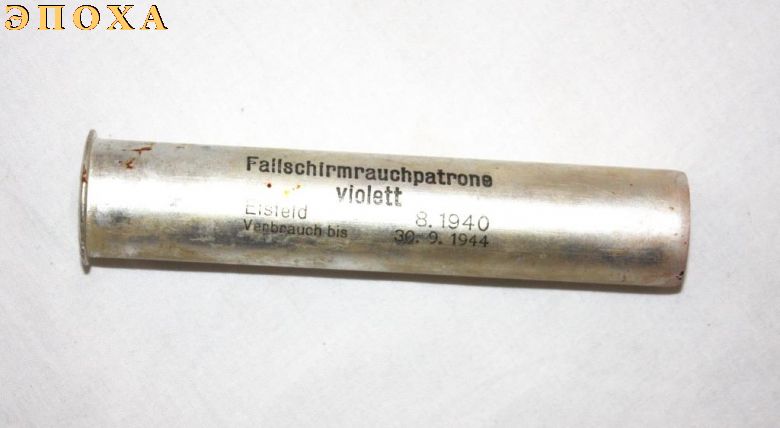 ЭПОХА
Fallschirmrauchpatrone
violett
Eisfeld 8.1940
Verbrauch bis 30.9.1944